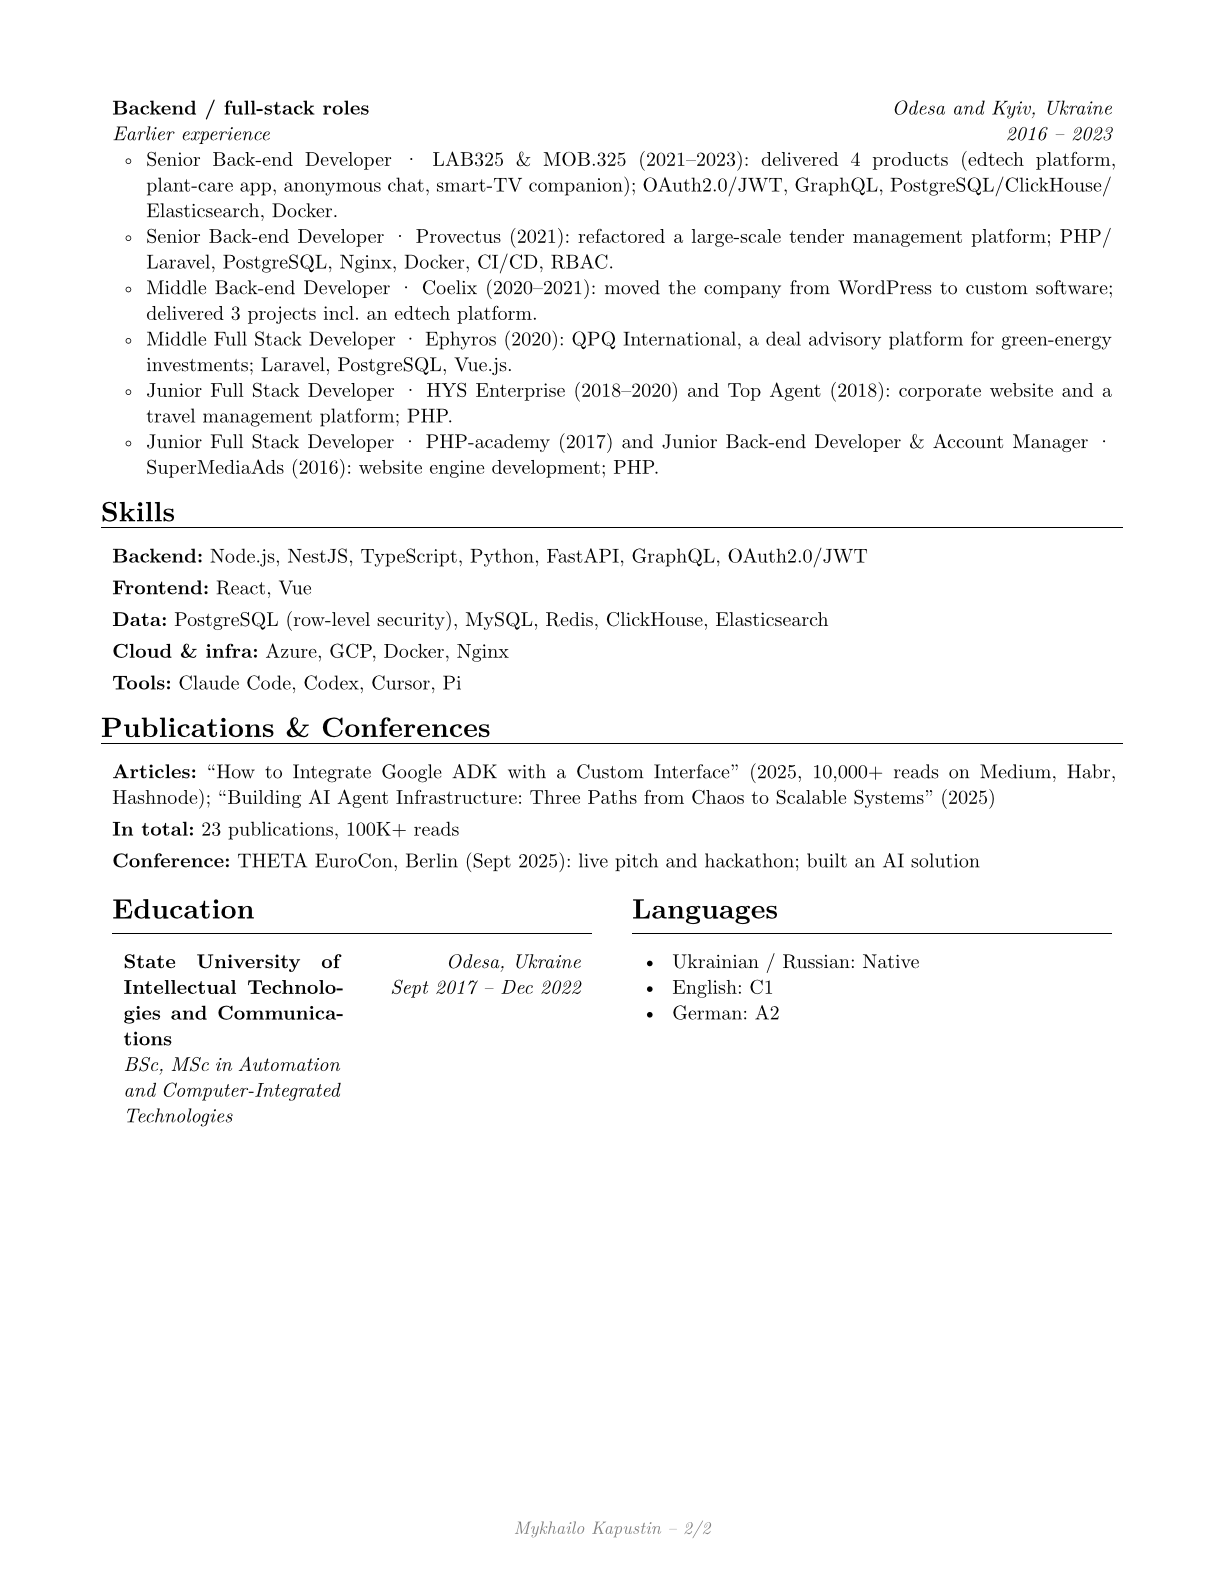 Backend / full-stack roles
Odesa and Kyiv, Ukraine
Earlier experience
2016 – 2023
◦ Senior Back-end Developer · LAB325 & MOB.325 (2021–2023): delivered 4 products (edtech platform,
plant-care app, anonymous chat, smart-TV companion); OAuth2.0/JWT, GraphQL, PostgreSQL/ClickHouse/
Elasticsearch, Docker.
◦ Senior Back-end Developer · Provectus (2021): refactored a large-scale tender management platform; PHP/
Laravel, PostgreSQL, Nginx, Docker, CI/CD, RBAC.
◦ Middle Back-end Developer · Coelix (2020–2021): moved the company from WordPress to custom software;
delivered 3 projects incl. an edtech platform.
◦ Middle Full Stack Developer · Ephyros (2020): QPQ International, a deal advisory platform for green-energy
investments; Laravel, PostgreSQL, Vue.js.
◦ Junior Full Stack Developer · HYS Enterprise (2018–2020) and Top Agent (2018): corporate website and a
travel management platform; PHP.
◦ Junior Full Stack Developer · PHP-academy (2017) and Junior Back-end Developer & Account Manager ·
SuperMediaAds (2016): website engine development; PHP.
Skills
Backend: Node.js, NestJS, TypeScript, Python, FastAPI, GraphQL, OAuth2.0/JWT
Frontend: React, Vue
Data: PostgreSQL (row-level security), MySQL, Redis, ClickHouse, Elasticsearch
Cloud & infra: Azure, GCP, Docker, Nginx
Tools: Claude Code, Codex, Cursor, Pi
Publications & Conferences
Articles: “How to Integrate Google ADK with a Custom Interface” (2025, 10,000+ reads on Medium, Habr,
Hashnode); “Building AI Agent Infrastructure: Three Paths from Chaos to Scalable Systems” (2025)
In total: 23 publications, 100K+ reads
Conference: THETA EuroCon, Berlin (Sept 2025): live pitch and hackathon; built an AI solution
Education
State University of
Intellectual Technolo-
gies and Communica-
tions
BSc, MSc in Automation
and Computer-Integrated
Technologies
Odesa, Ukraine
Sept 2017 – Dec 2022
Languages
• Ukrainian / Russian: Native
• English: C1
• German: A2
Mykhailo Kapustin – 2/2